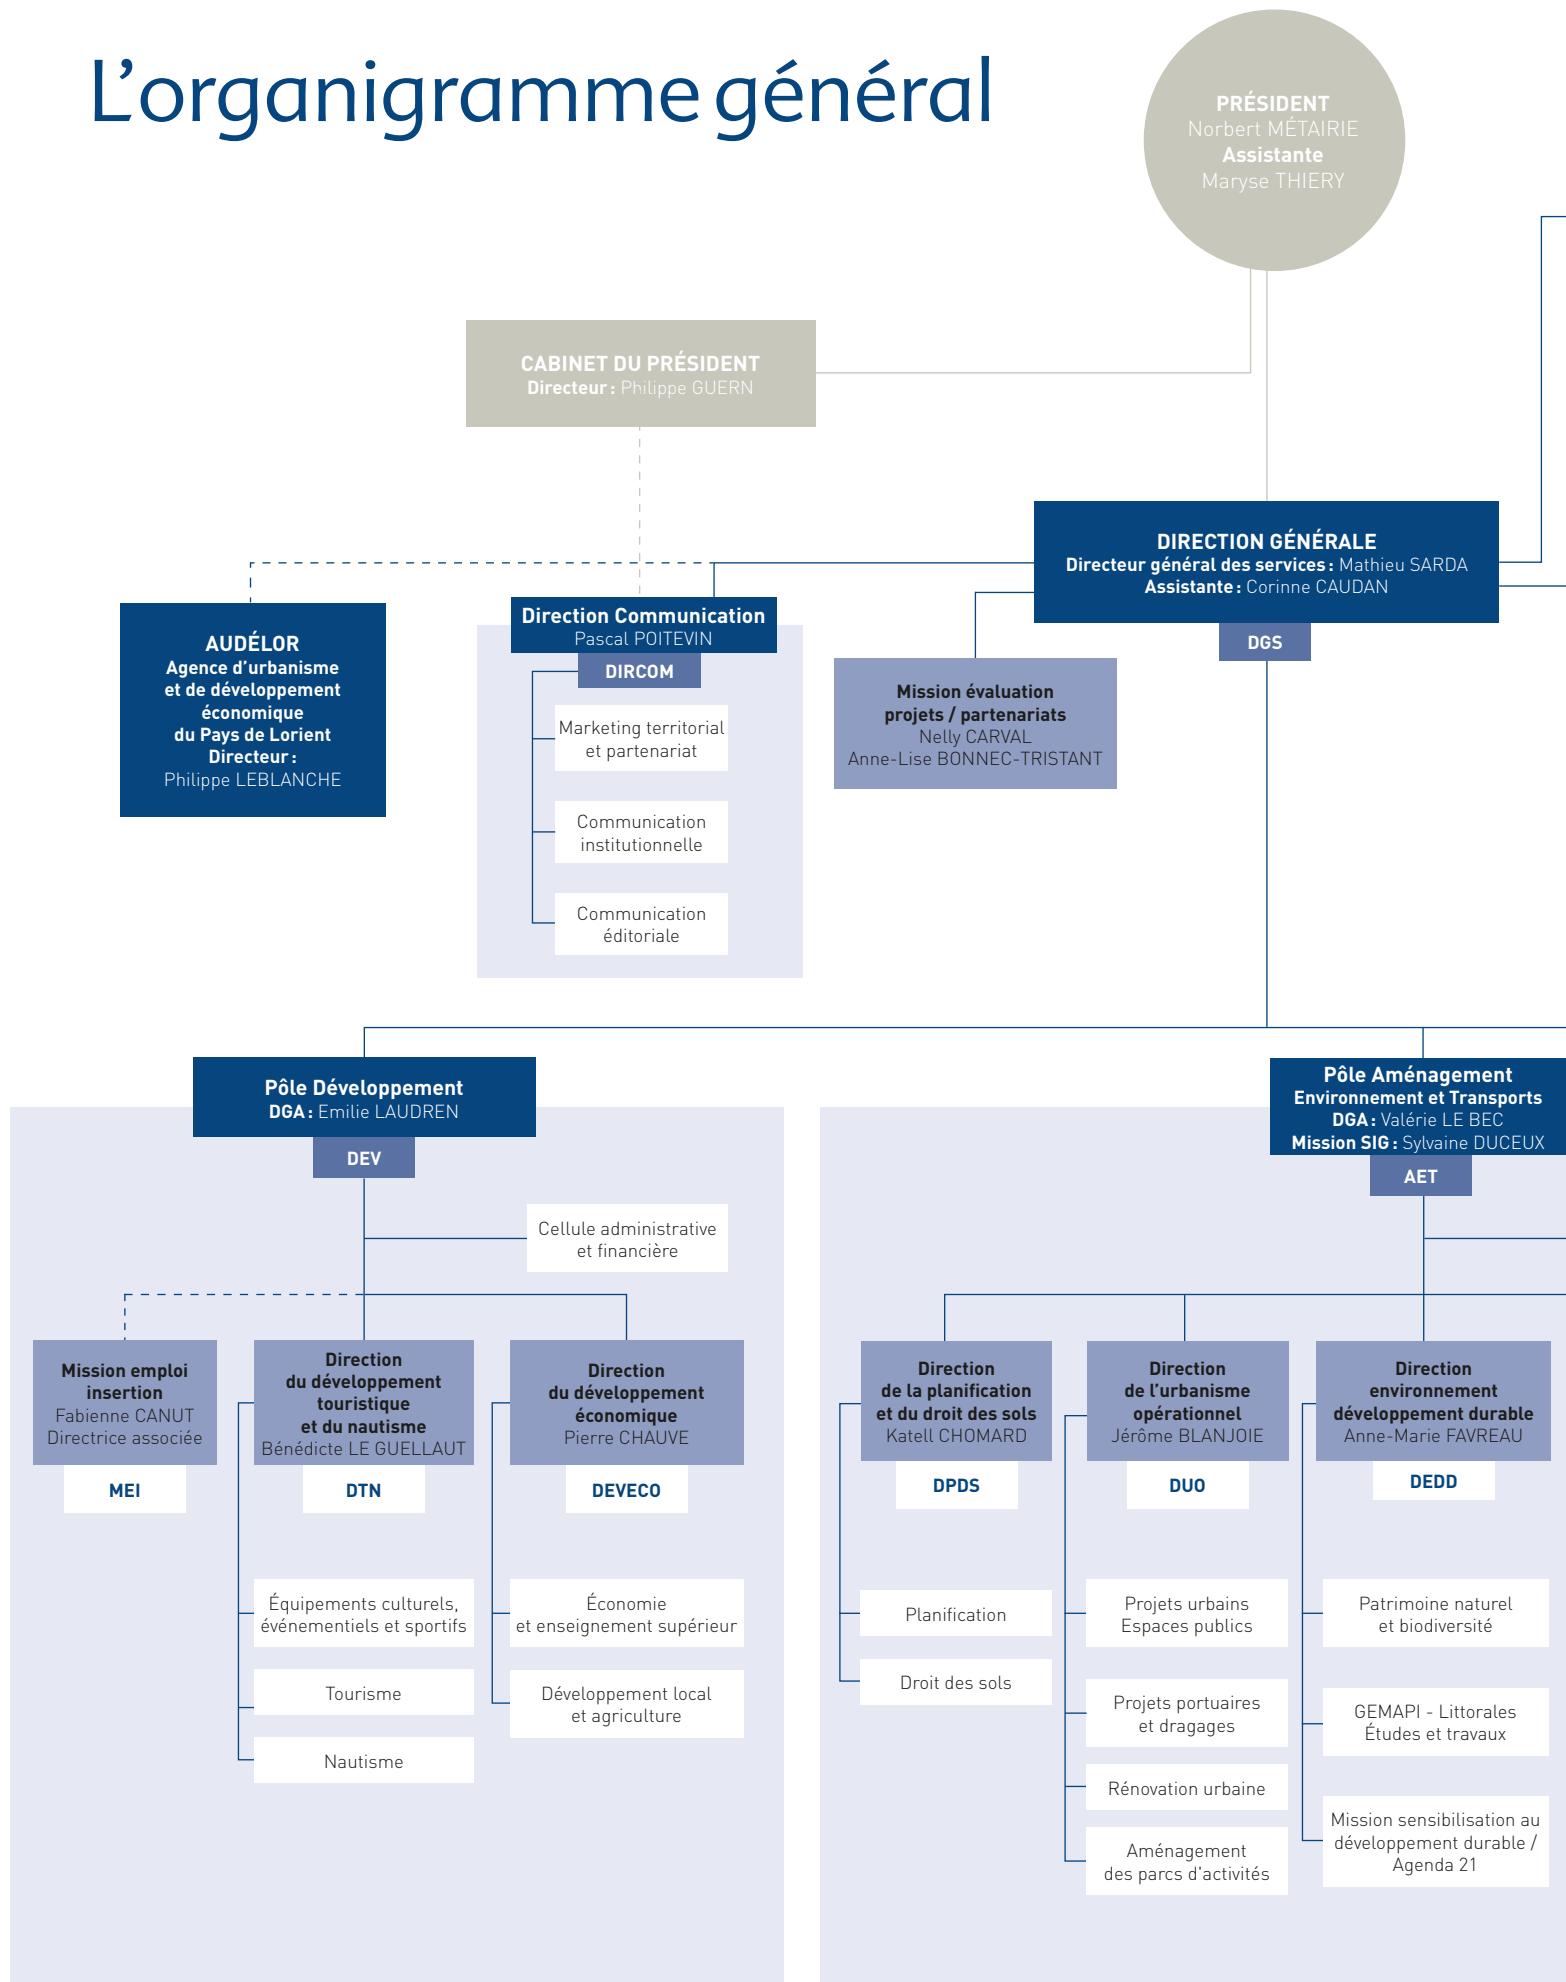 L’organigramme général
PRÉSIDENT
Norbert MÉTAIRIE
Assistante
Maryse THIERY
CABINET DU PRÉSIDENT
Directeur : Philippe GUERN
DIRECTION GÉNÉRALE
Directeur général des services : Mathieu SARDA
Assistante : Corinne CAUDAN
DGS
AUDÉLOR
Agence d’urbanisme
et de développement
économique
du Pays de Lorient
Directeur :
Philippe LEBLANCHE
Direction Communication
Pascal POITEVIN
DIRCOM
Marketing territorial
et partenariat
Communication
institutionnelle
Communication
éditoriale
Mission évaluation
projets / partenariats
Nelly CARVAL
Anne-Lise BONNEC-TRISTANT
Pôle Développement
DGA : Emilie LAUDREN
DEV
Cellule administrative
et financière
Mission emploi
insertion
Fabienne CANUT
Directrice associée
MEI
Direction
du développement
touristique
et du nautisme
Bénédicte LE GUELLAUT
DTN
Équipements culturels,
événementiels et sportifs
Tourisme
Nautisme
Direction
du développement
économique
Pierre CHAUVE
DEVECO
Économie
et enseignement supérieur
Développement local
et agriculture
Pôle Aménagement
Environnement et Transports
DGA : Valérie LE BEC
Mission SIG : Sylvaine DUCEUX
AET
Direction
de la planification
et du droit des sols
Katell CHOMARD
DPDS
Planification
Droit des sols
Direction
de l’urbanisme
opérationnel
Jérôme BLANJOIE
DUO
Projets urbains
Espaces publics
Projets portuaires
et dragages
Rénovation urbaine
Aménagement
des parcs d'activités
Direction
environnement
développement durable
Anne-Marie FAVREAU
DEDD
Patrimoine naturel
et biodiversité
GEMAPI - Littorales
Études et travaux
Mission sensibilisation au
développement durable /
Agenda 21